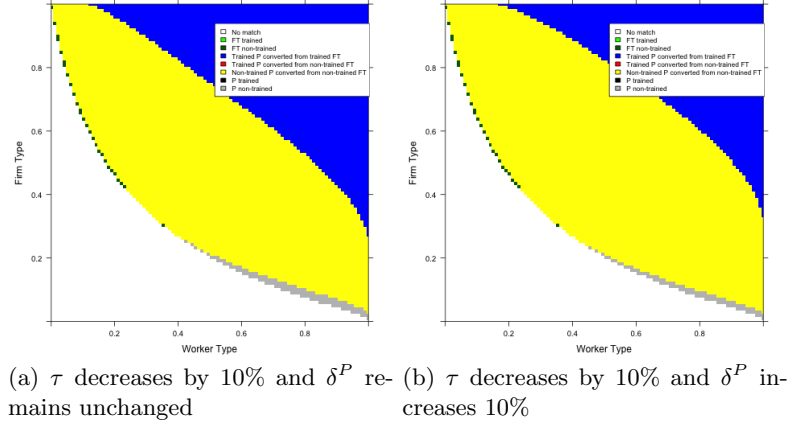 No match
FT trained
FT non-trained
Trained P converted from trained FT
Trained P converted from non-trained FT
Non-trained P converted from non-trained FT
P trained
P non-trained
0.8
0.6
0.4
0.2
Firm Type
0.2 0.4 0.6 0.8
Worker Type
No match
FT trained
FT non-trained
Trained P converted from trained FT
Trained P converted from non-trained FT
Non-trained P converted from non-trained FT
P trained
P non-trained
0.8
0.6
0.4
0.2
Firm Type
0.2 0.4 0.6 0.8
Worker Type
(a) τ decreases by 10% and δ^P re-
mains unchanged
(b) τ decreases by 10% and δ^P in-
creases 10%